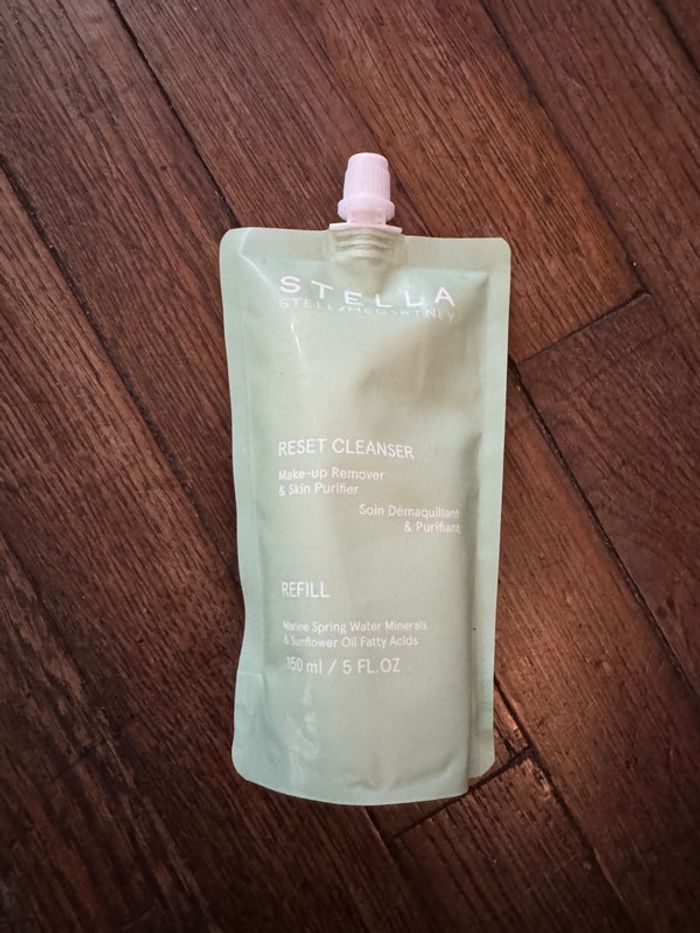 STELLA
STELLA McCARTNEY
RESET CLEANSER
Make-up Remover
& Skin Purifier
Soin Démaquillant
& Purifiant
REFILL
Marine Spring Water Minerals
& Sunflower Oil Fatty Acids
150 ml / 5 FL.OZ